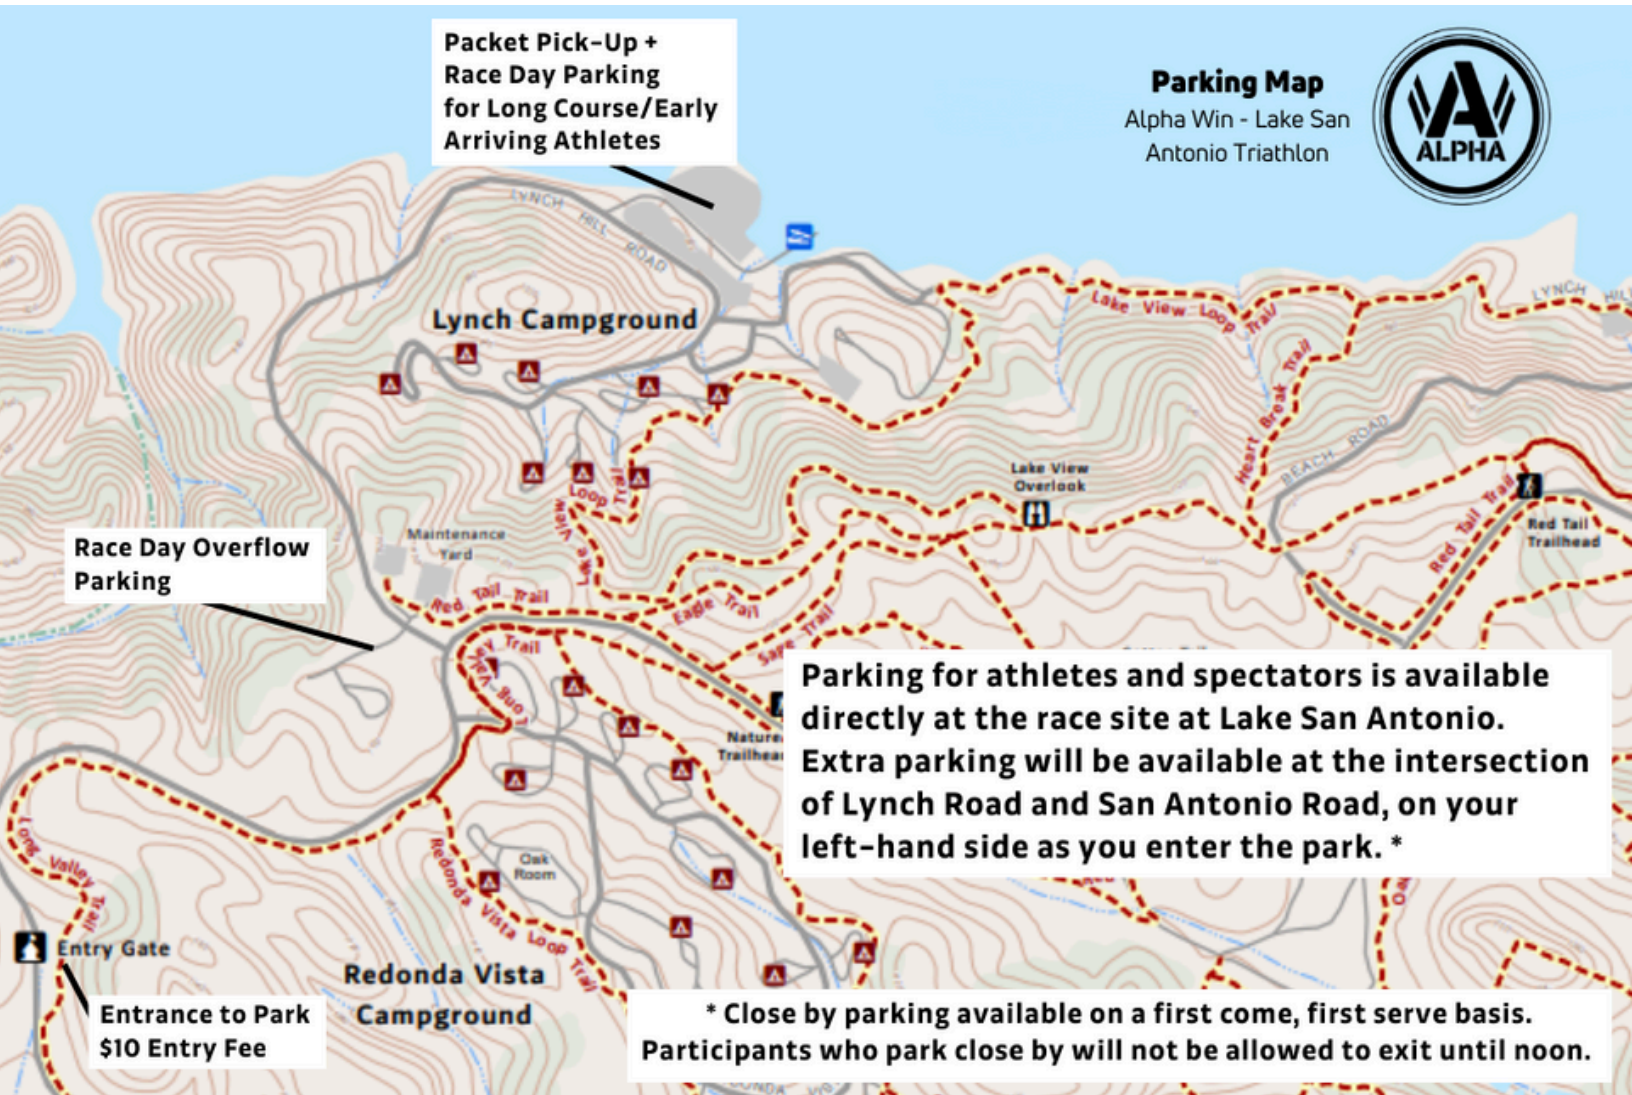 Packet Pick-Up +
Race Day Parking
for Long Course/Early
Arriving Athletes
Parking Map
Alpha Win - Lake San
Antonio Triathlon
A
ALPHA
LYNCH HILL ROAD
Lynch Campground
Lake View Loop Trail
LYNCH
Heart Break Trail
BEACH ROAD
Lake View
Overlook
Lake View Loop Trail
Red Tail Trail
Red Tail
Trailhead
Maintenance
Yard
Race Day Overflow
Parking
Red Tail Trail
Eagle Trail
Sage Trail
Long Valley Trail
Nature
Parking for athletes and spectators is available
directly at the race site at Lake San Antonio.
Extra parking will be available at the intersection
of Lynch Road and San Antonio Road, on your
left-hand side as you enter the park. *
Long Valley Trail
Oak
Room
Redonda Vista Loop Trail
Entry Gate
Redonda Vista
Campground
Entrance to Park
$10 Entry Fee
* Close by parking available on a first come, first serve basis.
Participants who park close by will not be allowed to exit until noon.